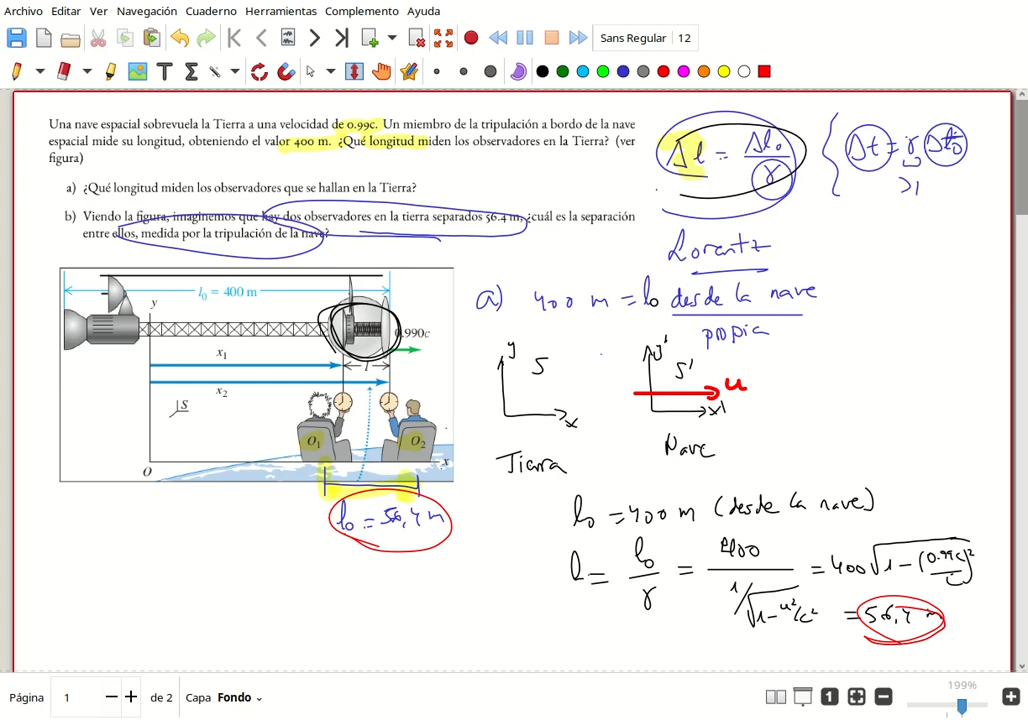 Archivo Editar Ver Navegación Cuaderno Herramientas Complemento Ayuda
Sans Regular 12
Una nave espacial sobrevuela la Tierra a una velocidad de 0.99c. Un miembro de la tripulación a bordo de la nave
espacial mide su longitud, obteniendo el valor 400 m. ¿Qué longitud miden los observadores en la Tierra? (ver
figura)
a) ¿Qué longitud miden los observadores que se hallan en la Tierra?
b) Viendo la figura, imaginemos que hay dos observadores en la tierra separados 56.4 m, ¿cuál es la separación
entre ellos, medida por la tripulación de la nave?
Δl = Δl₀/γ
Δt = γ Δt₀
>1
Lorentz
a) 400 m = l₀ desde la nave
propia
l₀ = 400 m
y
0.990c
x₁
l
x₂
S
O₁ O₂
O x
l₀ = 56,4 m
y S
x
Tierra
y' S'
u
x'
Nave
l₀ = 400 m (desde la nave)
l = l₀/γ = 400/(1/√(1-u²/c²)) = 400√(1-(0.99c/c)²)
= 56,4 m
Página 1 de 2 Capa Fondo
199%